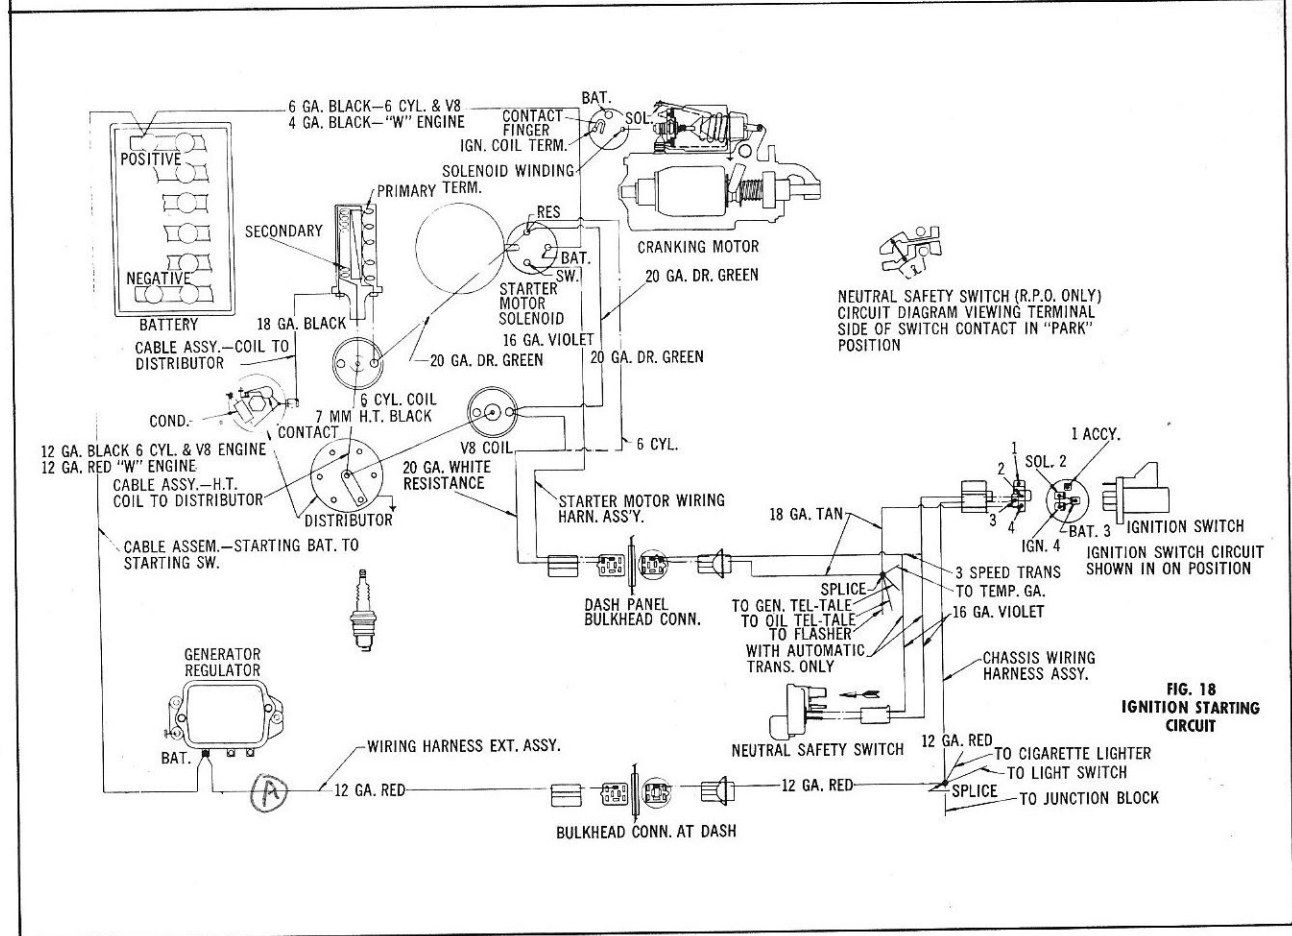 6 GA. BLACK—6 CYL. & V8
4 GA. BLACK—"W" ENGINE
BAT.
CONTACT
FINGER
IGN. COIL TERM.
SOL.
SOLENOID WINDING
TERM.
CRANKING MOTOR
POSITIVE
NEGATIVE
BATTERY
PRIMARY
SECONDARY
RES
BAT.
SW.
STARTER
MOTOR
SOLENOID
20 GA. DR. GREEN
NEUTRAL SAFETY SWITCH (R.P.O. ONLY)
CIRCUIT DIAGRAM VIEWING TERMINAL
SIDE OF SWITCH CONTACT IN "PARK"
POSITION
18 GA. BLACK
CABLE ASSY.—COIL TO
DISTRIBUTOR
16 GA. VIOLET
20 GA. DR. GREEN
20 GA. DR. GREEN
COND.
CONTACT
6 CYL. COIL
7 MM H.T. BLACK
V8 COIL
6 CYL.
12 GA. BLACK 6 CYL. & V8 ENGINE
12 GA. RED "W" ENGINE
CABLE ASSY.—H.T.
COIL TO DISTRIBUTOR
20 GA. WHITE
RESISTANCE
STARTER MOTOR WIRING
HARN. ASS'Y.
DISTRIBUTOR
CABLE ASSEM.—STARTING BAT. TO
STARTING SW.
1
2
3
4
1 ACCY.
SOL. 2
BAT. 3
IGN. 4
IGNITION SWITCH
IGNITION SWITCH CIRCUIT
SHOWN IN ON POSITION
18 GA. TAN
DASH PANEL
BULKHEAD CONN.
SPLICE
TO GEN. TEL-TALE
TO OIL TEL-TALE
TO FLASHER
WITH AUTOMATIC
TRANS. ONLY
3 SPEED TRANS
TO TEMP. GA.
16 GA. VIOLET
CHASSIS WIRING
HARNESS ASSY.
FIG. 18
IGNITION STARTING
CIRCUIT
GENERATOR
REGULATOR
BAT.
WIRING HARNESS EXT. ASSY.
A
12 GA. RED
NEUTRAL SAFETY SWITCH
12 GA. RED
TO CIGARETTE LIGHTER
TO LIGHT SWITCH
SPLICE
TO JUNCTION BLOCK
12 GA. RED
BULKHEAD CONN. AT DASH